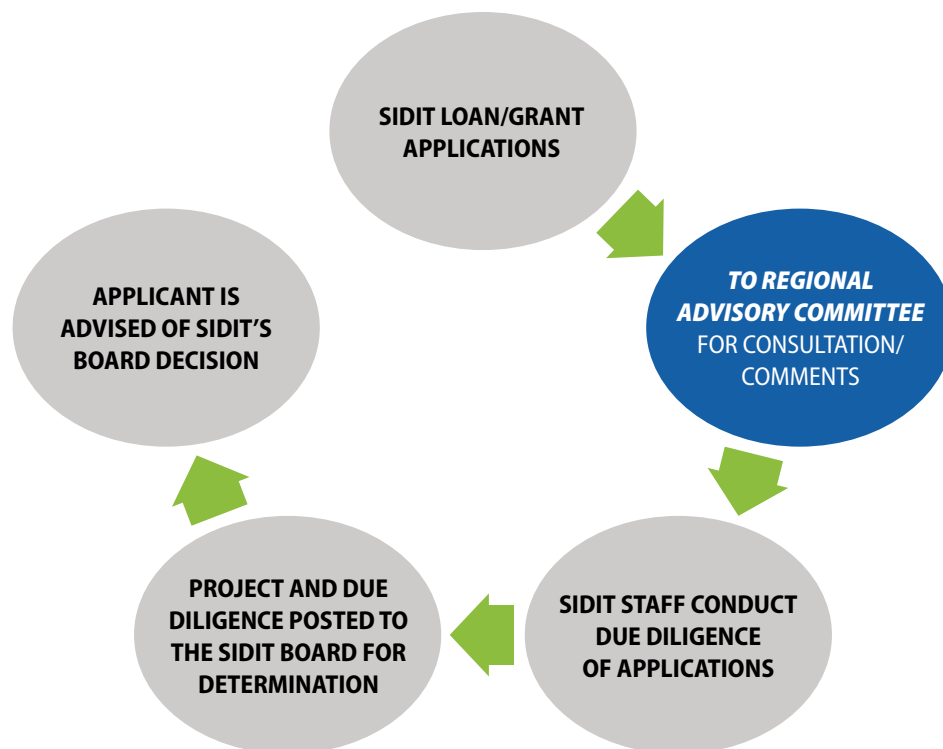 SIDIT LOAN/GRANT
APPLICATIONS
TO REGIONAL
ADVISORY COMMITTEE
FOR CONSULTATION/
COMMENTS
SIDIT STAFF CONDUCT
DUE DILIGENCE
OF APPLICATIONS
PROJECT AND DUE
DILIGENCE POSTED TO
THE SIDIT BOARD FOR
DETERMINATION
APPLICANT IS
ADVISED OF SIDIT’S
BOARD DECISION